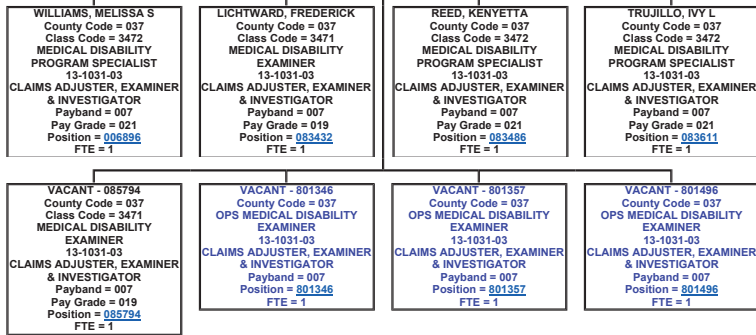 WILLIAMS, MELISSA S
County Code = 037
Class Code = 3472
MEDICAL DISABILITY
PROGRAM SPECIALIST
13-1031-03
CLAIMS ADJUSTER, EXAMINER
& INVESTIGATOR
Payband = 007
Pay Grade = 021
Position = 006896
FTE = 1
LICHTWARD, FREDERICK
County Code = 037
Class Code = 3471
MEDICAL DISABILITY
EXAMINER
13-1031-03
CLAIMS ADJUSTER, EXAMINER
& INVESTIGATOR
Payband = 007
Pay Grade = 019
Position = 083432
FTE = 1
REED, KENYETTA
County Code = 037
Class Code = 3472
MEDICAL DISABILITY
PROGRAM SPECIALIST
13-1031-03
CLAIMS ADJUSTER, EXAMINER
& INVESTIGATOR
Payband = 007
Pay Grade = 021
Position = 083486
FTE = 1
TRUJILLO, IVY L
County Code = 037
Class Code = 3472
MEDICAL DISABILITY
PROGRAM SPECIALIST
13-1031-03
CLAIMS ADJUSTER, EXAMINER
& INVESTIGATOR
Payband = 007
Pay Grade = 021
Position = 083611
FTE = 1
VACANT - 085794
County Code = 037
Class Code = 3471
MEDICAL DISABILITY
EXAMINER
13-1031-03
CLAIMS ADJUSTER, EXAMINER
& INVESTIGATOR
Payband = 007
Pay Grade = 019
Position = 085794
FTE = 1
VACANT - 801346
County Code = 037
OPS MEDICAL DISABILITY
EXAMINER
13-1031-03
CLAIMS ADJUSTER, EXAMINER
& INVESTIGATOR
Payband = 007
Position = 801346
FTE = 1
VACANT - 801357
County Code = 037
OPS MEDICAL DISABILITY
EXAMINER
13-1031-03
CLAIMS ADJUSTER, EXAMINER
& INVESTIGATOR
Payband = 007
Position = 801357
FTE = 1
VACANT - 801496
County Code = 037
OPS MEDICAL DISABILITY
EXAMINER
13-1031-03
CLAIMS ADJUSTER, EXAMINER
& INVESTIGATOR
Payband = 007
Position = 801496
FTE = 1